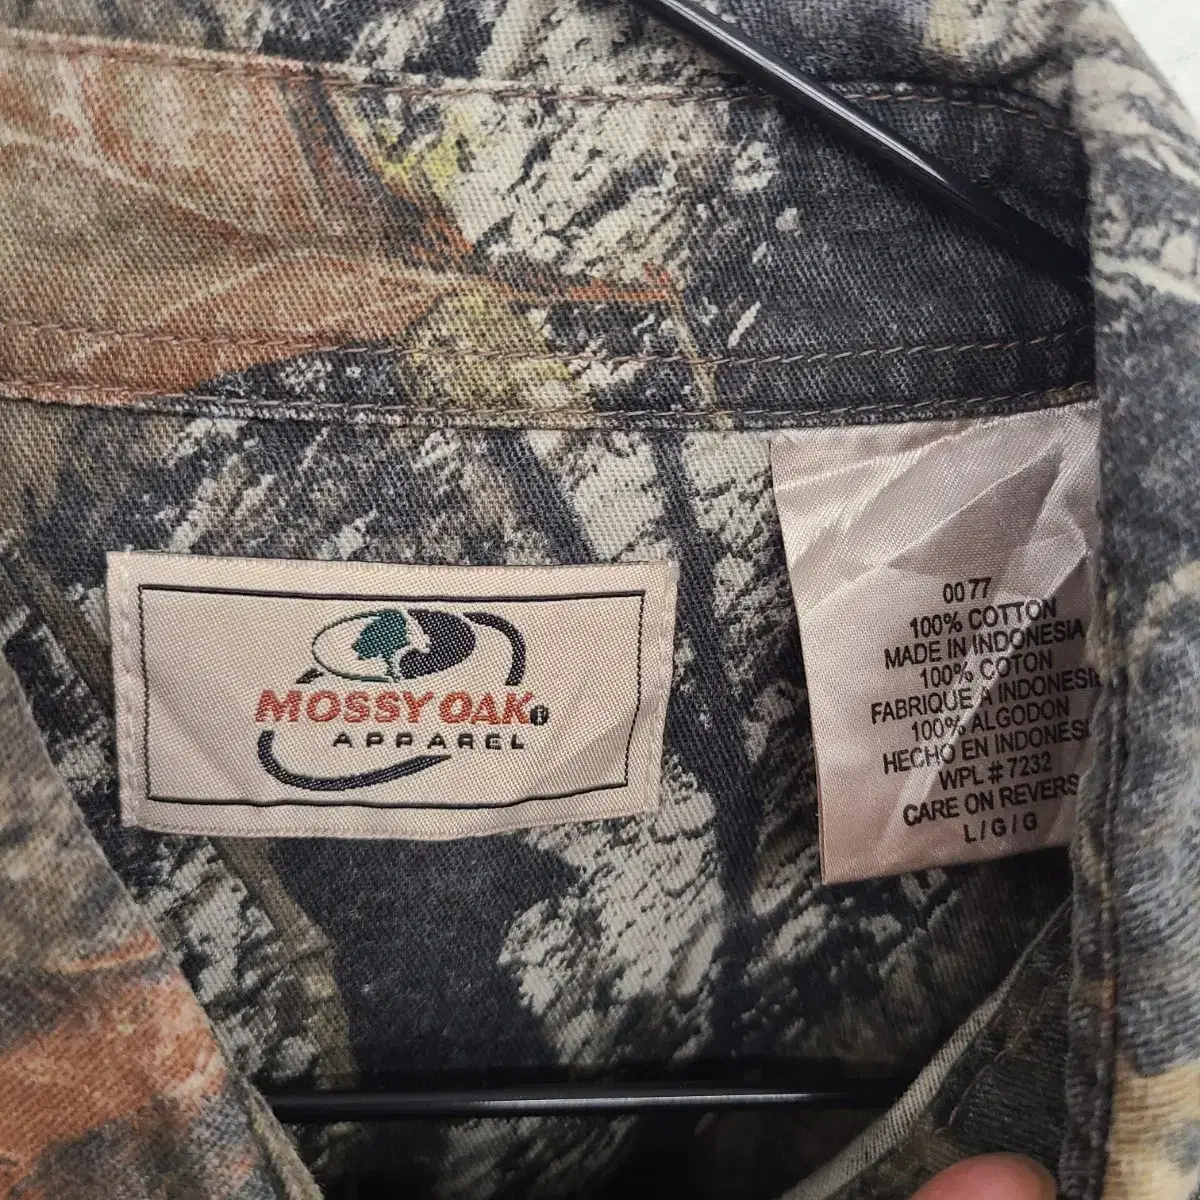 MOSSY OAK
APPAREL
0077
100% COTTON
MADE IN INDONESIA
100% COTON
FABRIQUE A INDONESI
100% ALGODON
HECHO EN INDONES
WPL # 7232
CARE ON REVERS
L / G / G